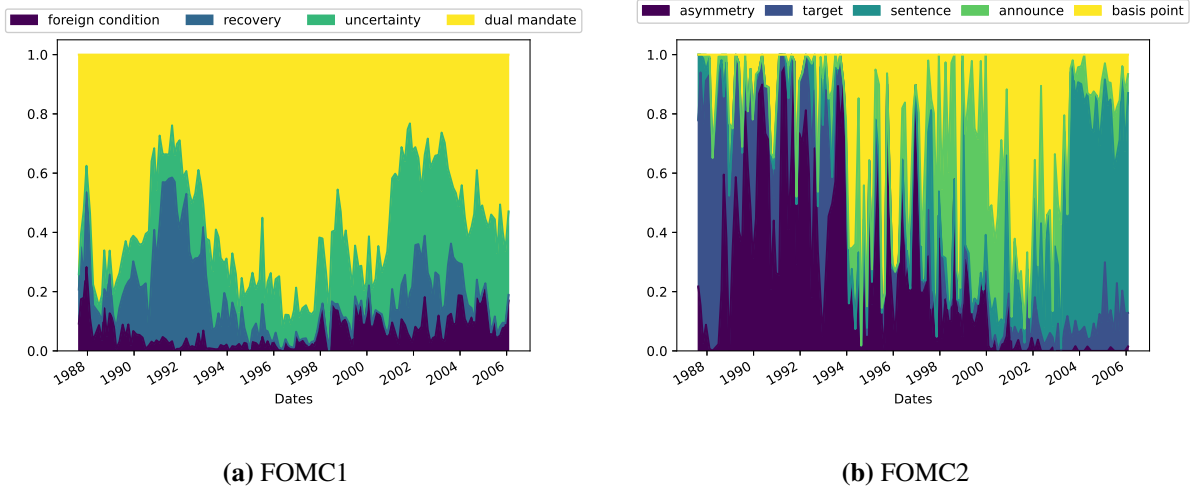 foreign condition recovery uncertainty dual mandate
1.0
0.8
0.6
0.4
0.2
0.0
1988 1990 1992 1994 1996 1998 2000 2002 2004 2006
Dates
(a) FOMC1
asymmetry target sentence announce basis point
1.0
0.8
0.6
0.4
0.2
0.0
1988 1990 1992 1994 1996 1998 2000 2002 2004 2006
Dates
(b) FOMC2